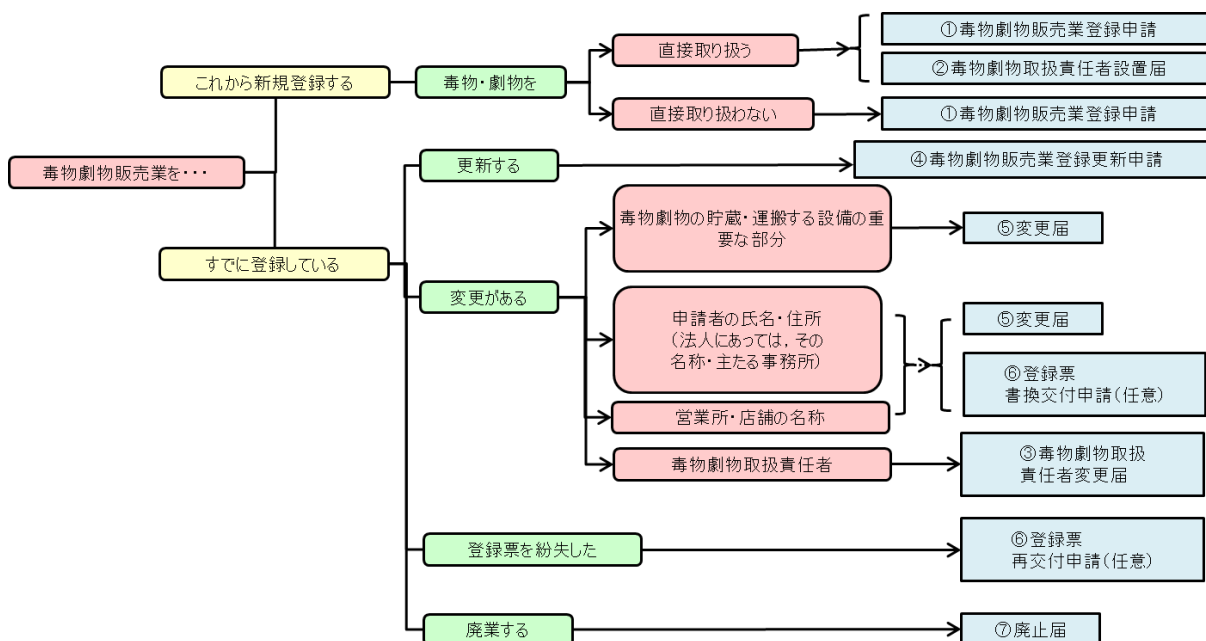 ①毒物劇物販売業登録申請
直接取り扱う
②毒物劇物取扱責任者設置届
これから新規登録する
毒物・劇物を
直接取り扱わない
①毒物劇物販売業登録申請
毒物劇物販売業を・・・
更新する
④毒物劇物販売業登録更新申請
毒物劇物の貯蔵・運搬する設備の重
要な部分
⑤変更届
すでに登録している
変更がある
申請者の氏名・住所
(法人にあっては，その
名称・主たる事務所)
⑤変更届
⑥登録票
書換交付申請(任意)
営業所・店舗の名称
毒物劇物取扱責任者
③毒物劇物取扱
責任者変更届
登録票を紛失した
⑥登録票
再交付申請(任意)
廃業する
⑦廃止届